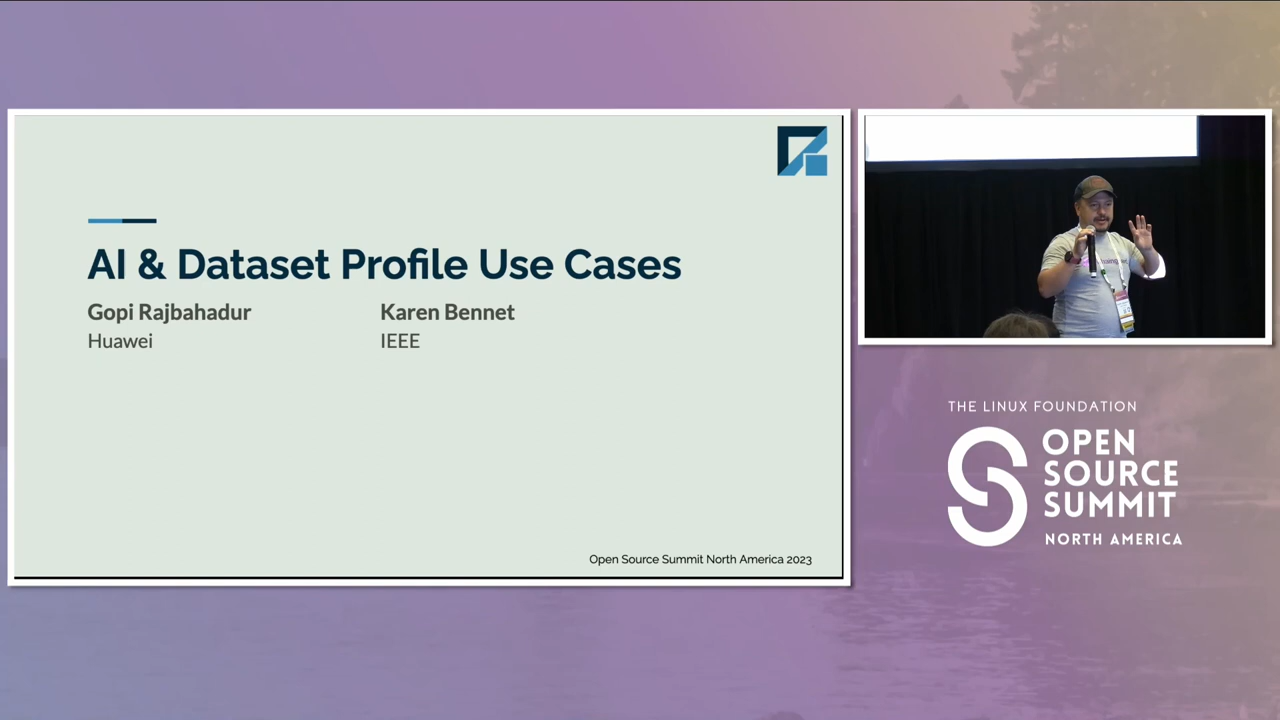 AI & Dataset Profile Use Cases
Gopi Rajbahadur
Huawei
Karen Bennet
IEEE
Open Source Summit North America 2023
THE LINUX FOUNDATION
OPEN
SOURCE
SUMMIT
NORTH AMERICA